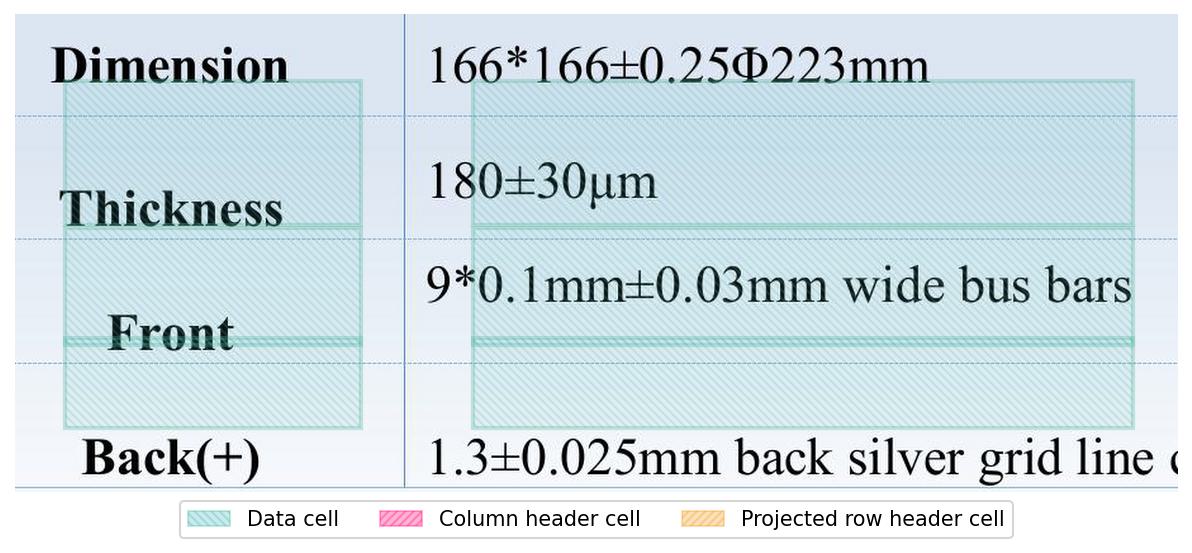 Dimension 166*166±0.25Φ223mm
Thickness 180±30μm
Front 9*0.1mm±0.03mm wide bus bars
Back(+) 1.3±0.025mm back silver grid line
Data cell Column header cell Projected row header cell